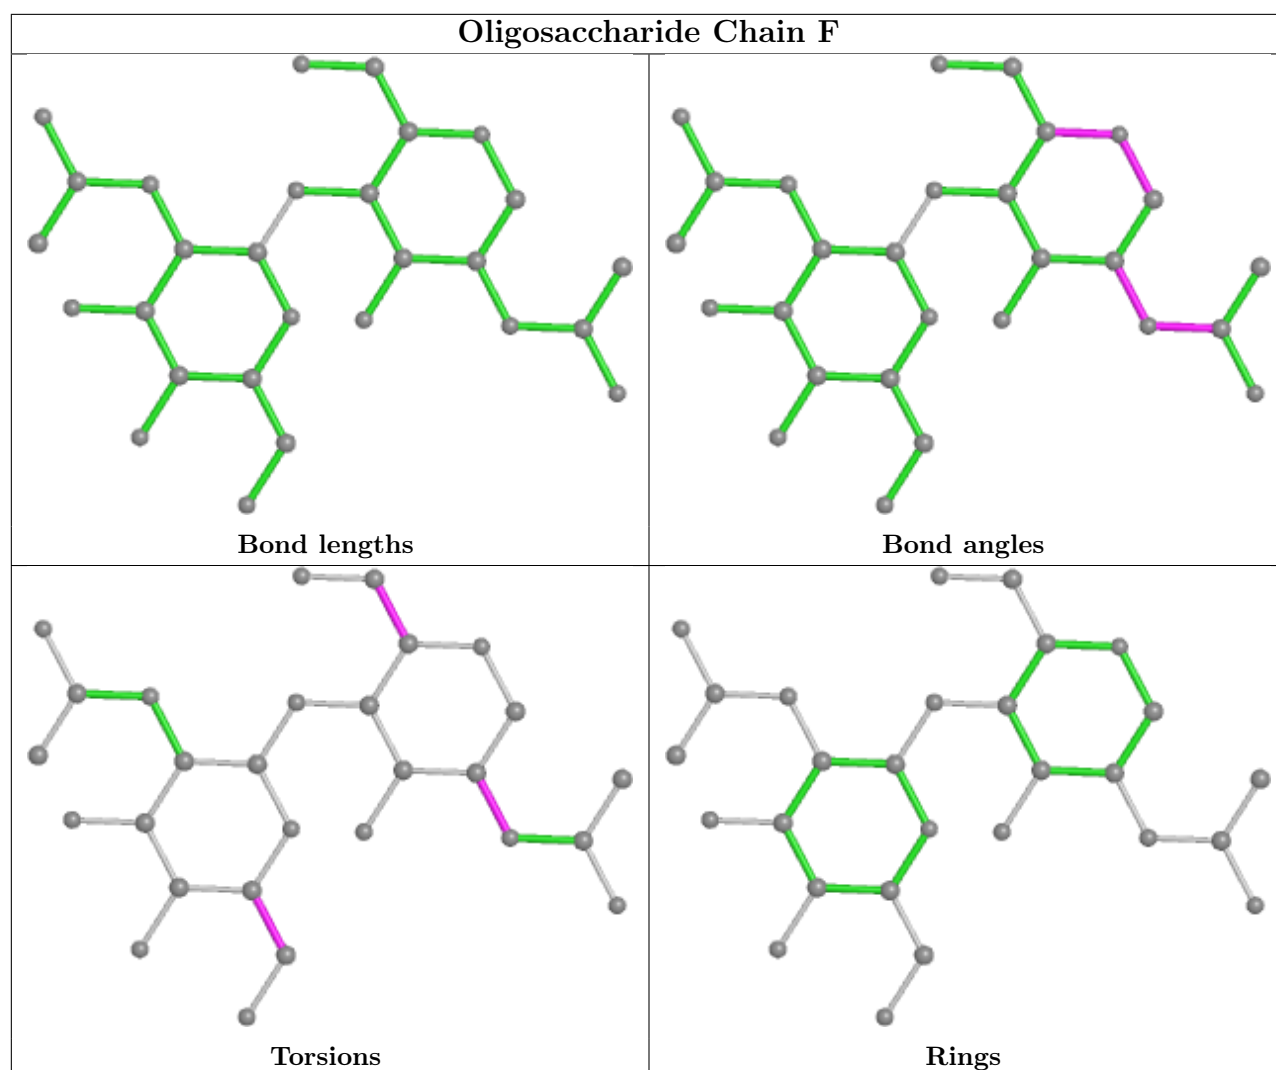 Oligosaccharide Chain F
Bond lengths
Bond angles
Torsions
Rings